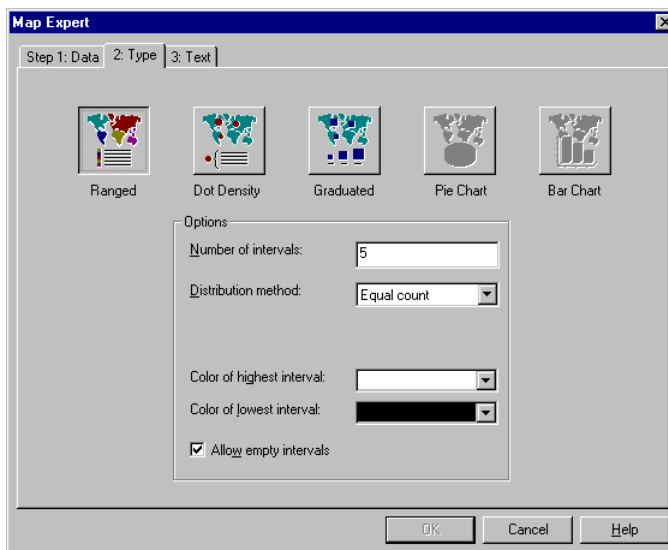 Map Expert
Step 1: Data 2: Type 3: Text
Ranged Dot Density Graduated Pie Chart Bar Chart
Options
Number of intervals: 5
Distribution method: Equal count
Color of highest interval:
Color of lowest interval:
Allow empty intervals
OK Cancel Help